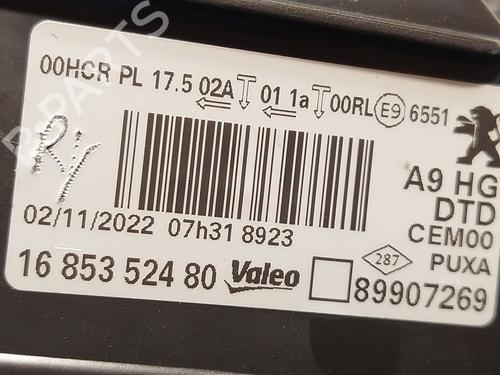 B-PARTS
00HCR PL 17.5 02A 01 1a 00RL E9 6551
A9 HG
DTD
CEM00
PUXA
02/11/2022 07h31 8923
16 853 524 80 Valeo 287 89907269